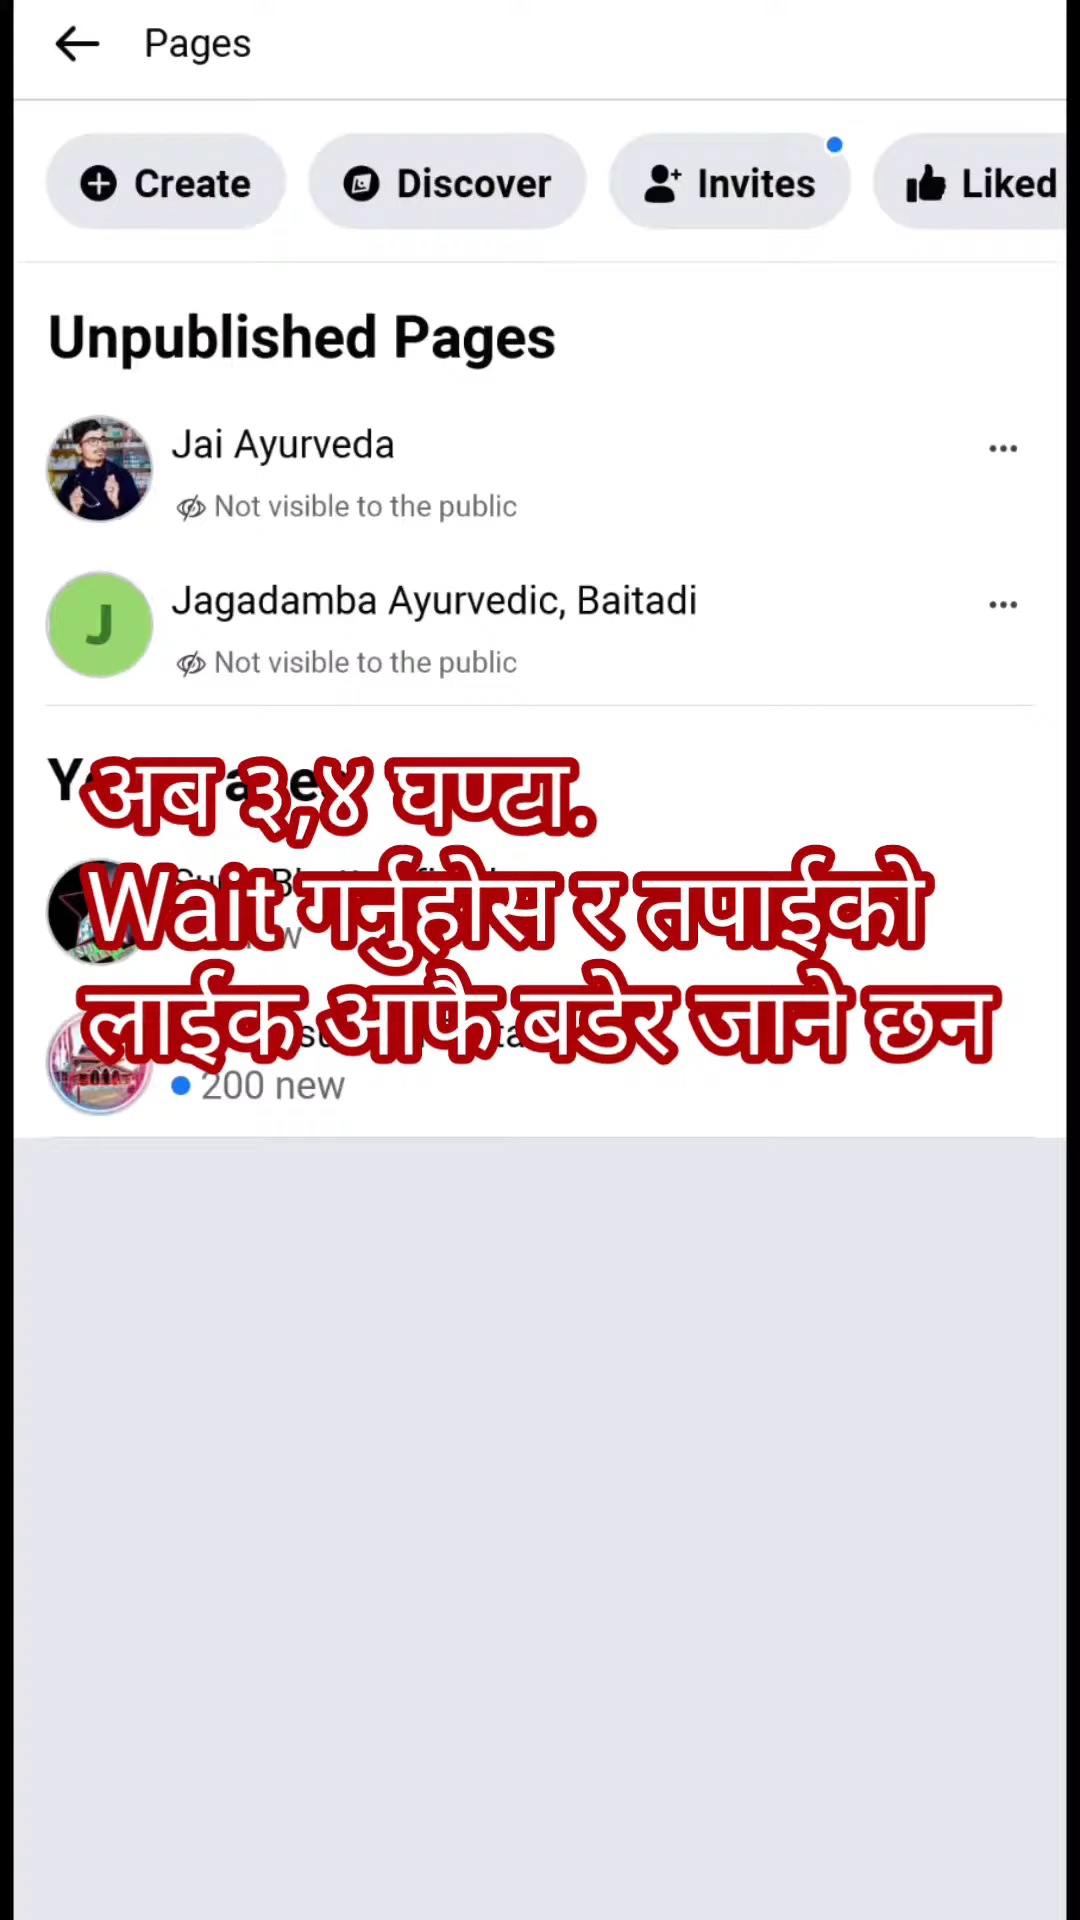 Pages
Create
Discover
Invites
Liked
Unpublished Pages
Jai Ayurveda
Not visible to the public
Jagadamba Ayurvedic, Baitadi
Not visible to the public
अब ३,४ घण्टा.
Wait गर्नुहोस र तपाईको
लाईक आफै बडेर जाने छन
200 new
J